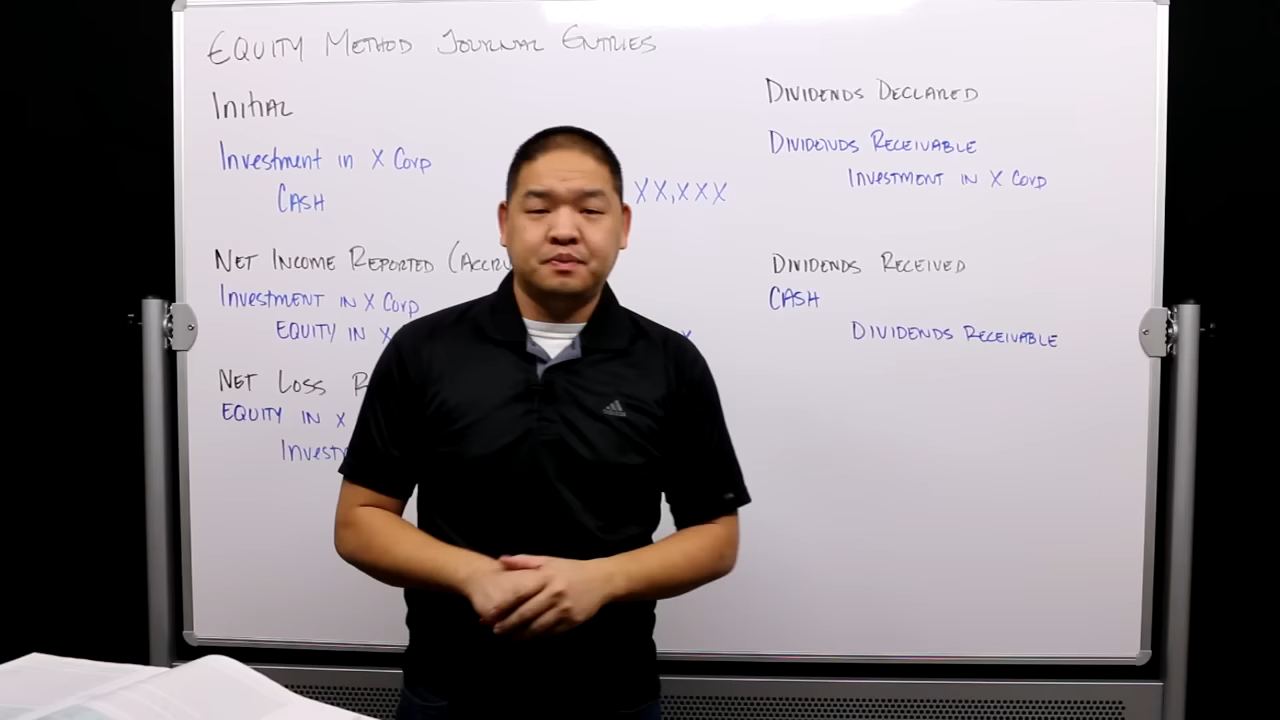 EQUITY METHOD JOURNAL ENTRIES
INITIAL
Investment in X Corp
CASH
XX,XXX
NET INCOME REPORTED
Investment in X Corp
EQUITY IN X
NET LOSS
EQUITY IN X
DIVIDENDS DECLARED
DIVIDENDS RECEIVABLE
INVESTMENT IN X CORP
DIVIDENDS RECEIVED
CASH
DIVIDENDS RECEIVABLE